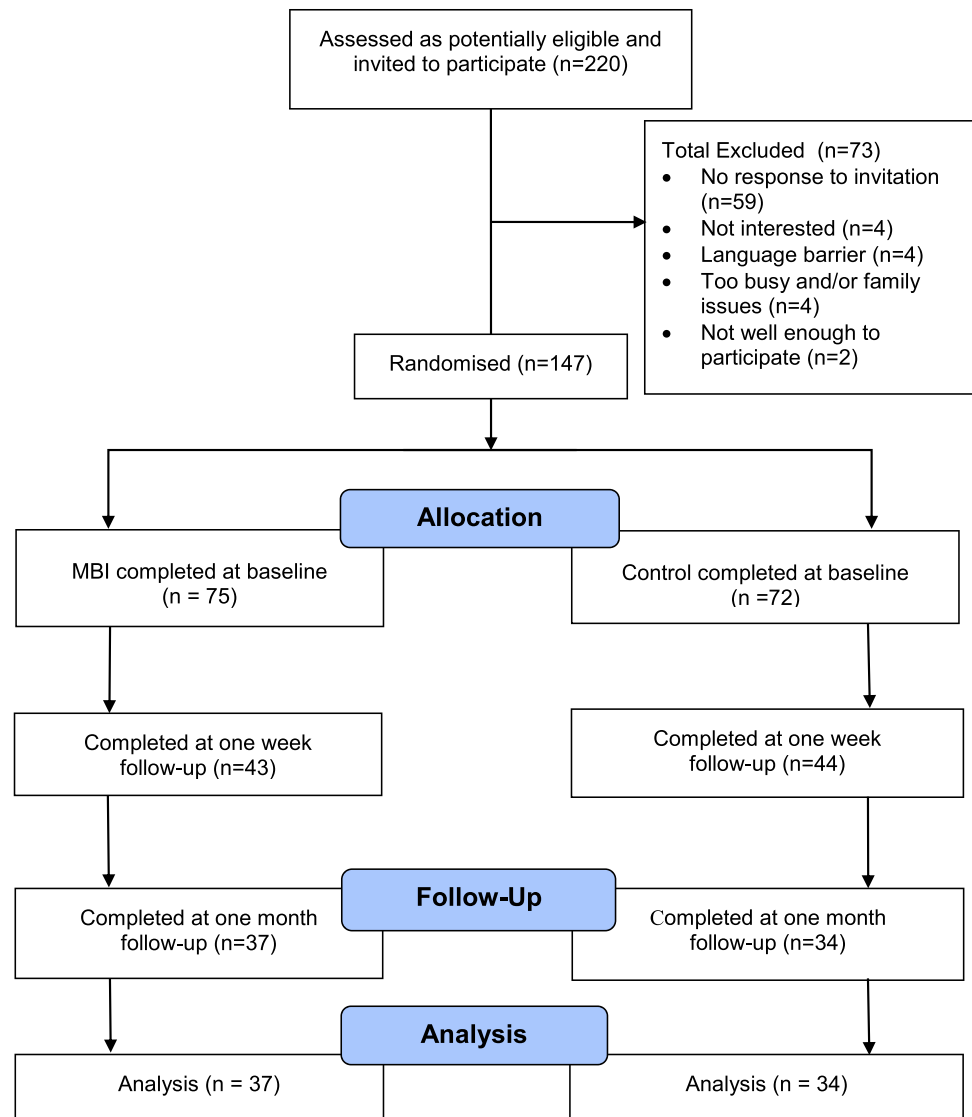 Assessed as potentially eligible and
invited to participate (n=220)
Total Excluded  (n=73)
• No response to invitation
(n=59)
• Not interested (n=4)
• Language barrier (n=4)
• Too busy and/or family
issues (n=4)
• Not well enough to
participate (n=2)
Randomised (n=147)
Allocation
MBI completed at baseline
(n = 75)
Control completed at baseline
(n =72)
Completed at one week
follow-up (n=43)
Completed at one week
follow-up (n=44)
Follow-Up
Completed at one month
follow-up (n=37)
Completed at one month
follow-up (n=34)
Analysis
Analysis (n = 37)
Analysis (n = 34)